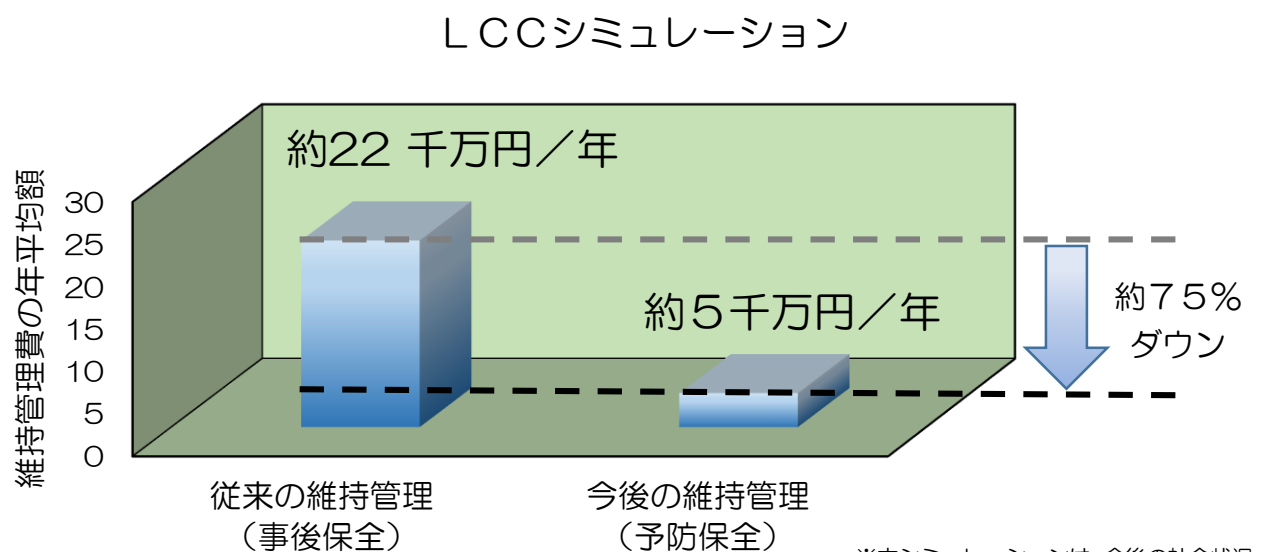 LCCシミュレーション
約22 千万円／年
維持管理費の年平均額
30
25
20
15
10
5
0
約５千万円／年
約７５%
ダウン
従来の維持管理
（事後保全）
今後の維持管理
（予防保全）